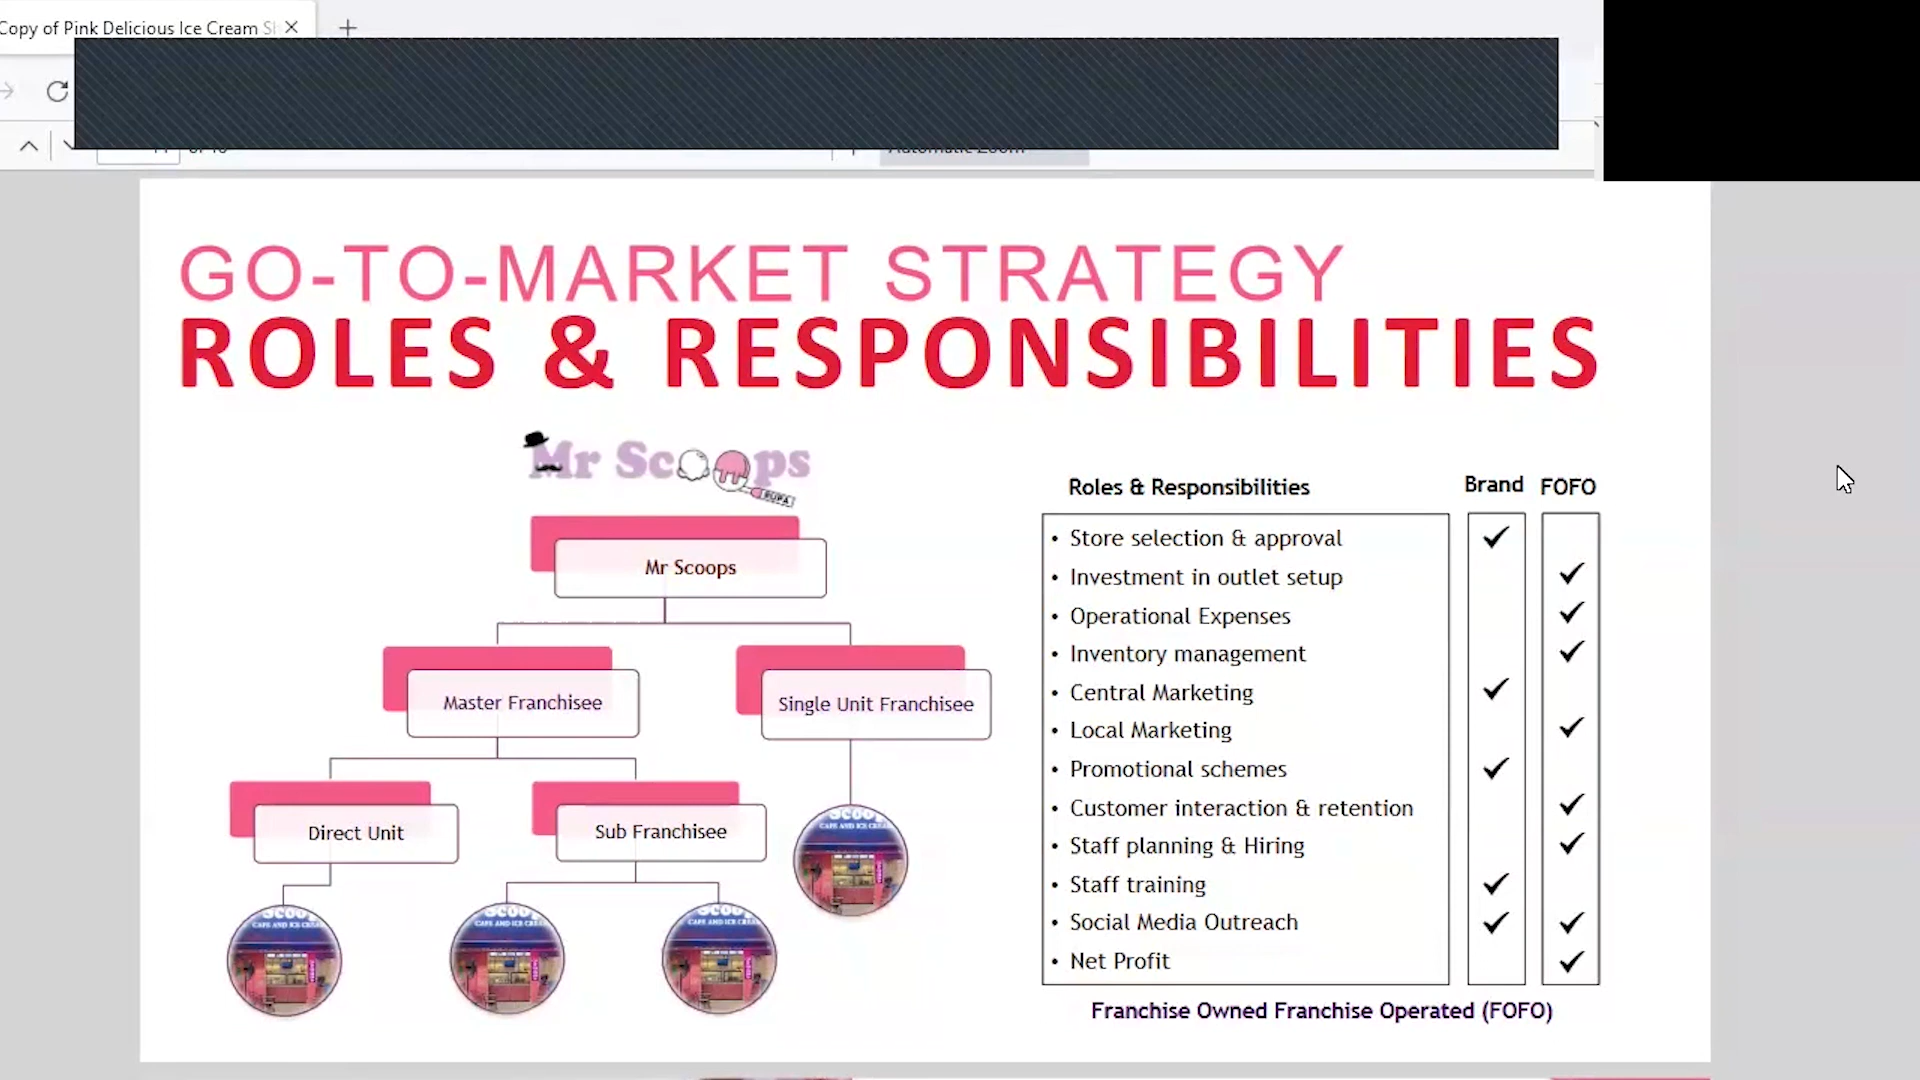 Copy of Pink Delicious Ice Cream
GO-TO-MARKET STRATEGY
ROLES & RESPONSIBILITIES
Mr Scoops
RUPA
Mr Scoops
Master Franchisee
Single Unit Franchisee
Direct Unit
Sub Franchisee
Roles & Responsibilities
Brand
FOFO
• Store selection & approval
• Investment in outlet setup
• Operational Expenses
• Inventory management
• Central Marketing
• Local Marketing
• Promotional schemes
• Customer interaction & retention
• Staff planning & Hiring
• Staff training
• Social Media Outreach
• Net Profit
Franchise Owned Franchise Operated (FOFO)